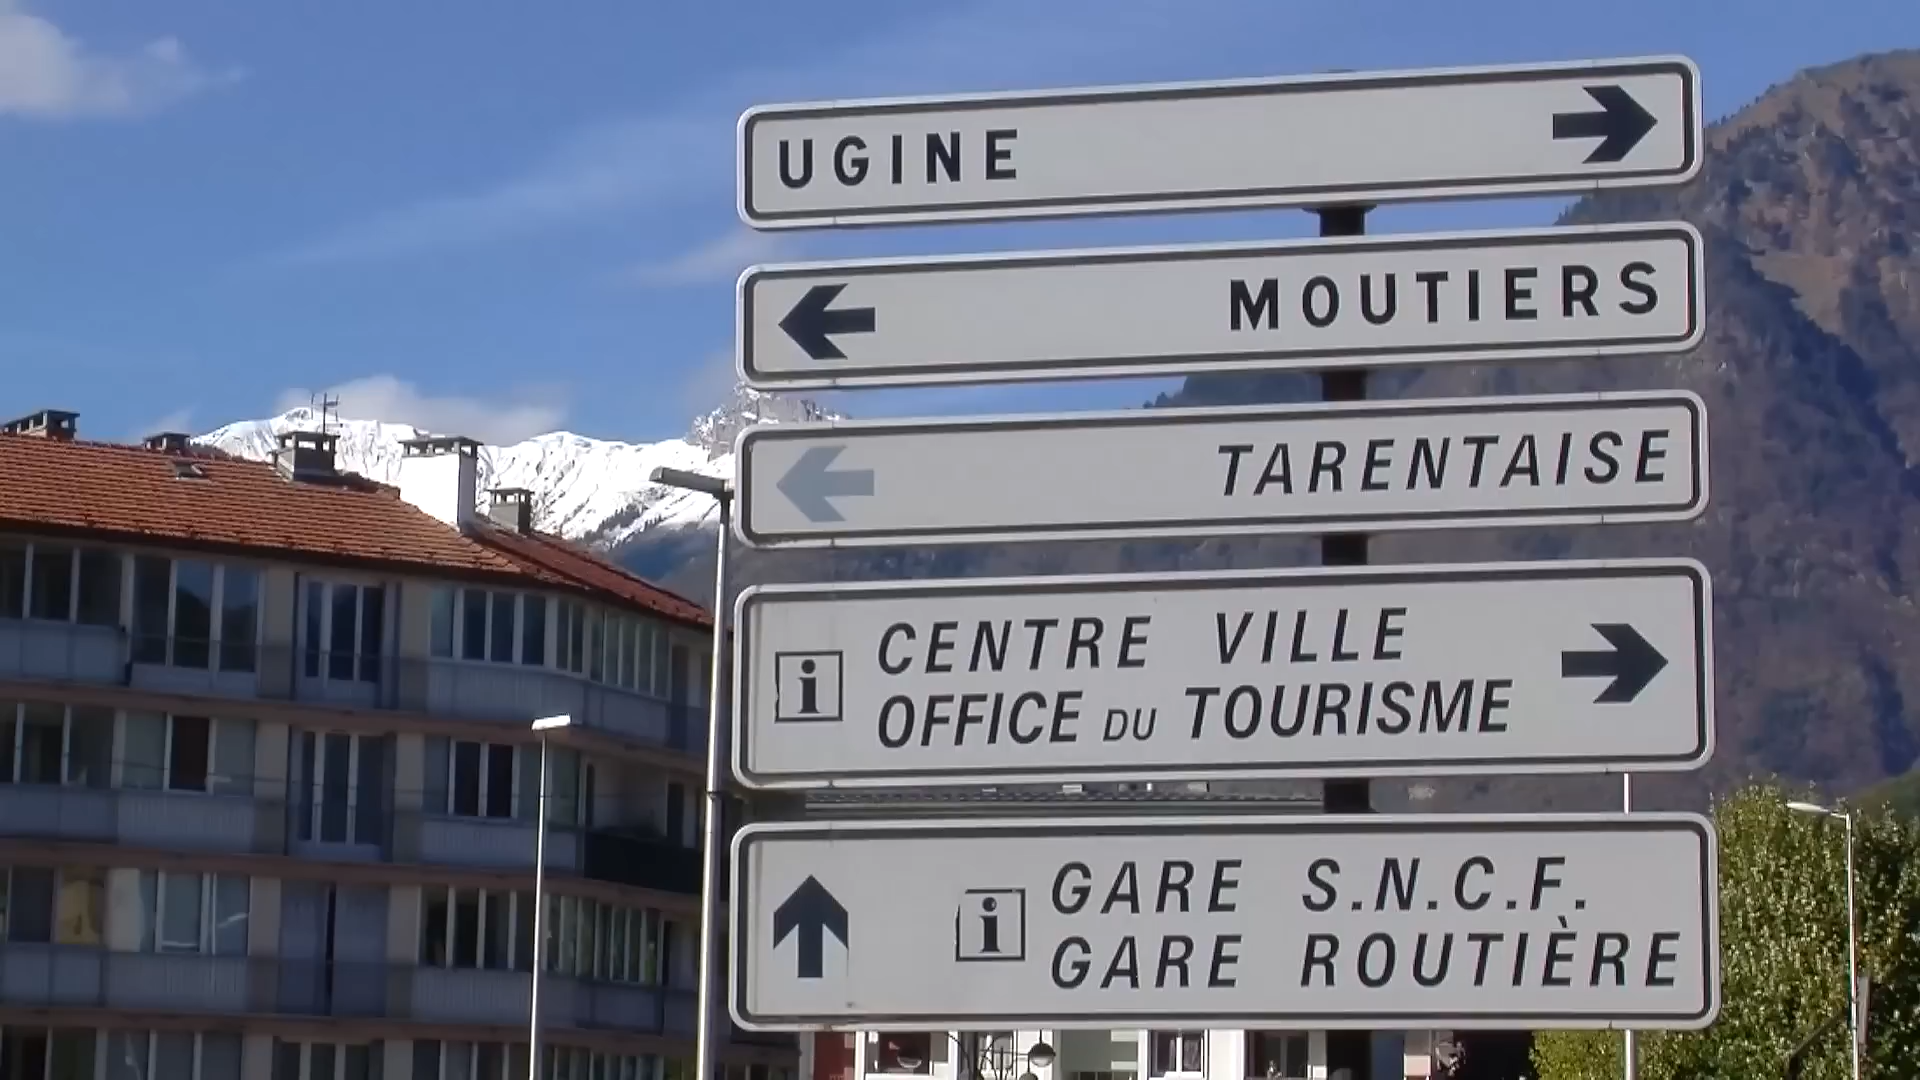 UGINE
MOUTIERS
TARENTAISE
i CENTRE VILLE
OFFICE DU TOURISME
i GARE S.N.C.F.
GARE ROUTIÈRE